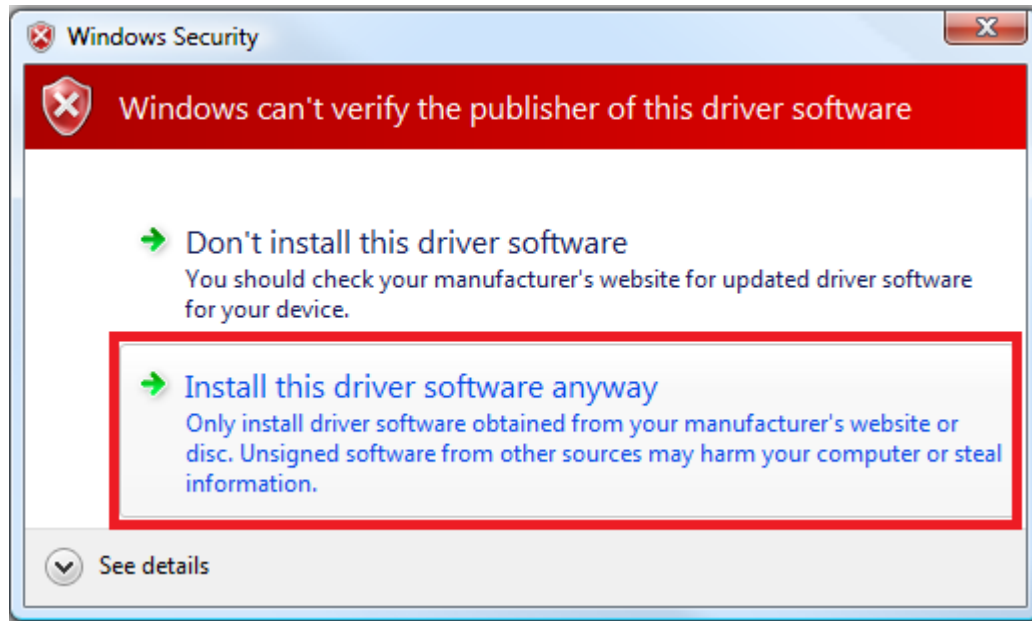 Windows Security
Windows can't verify the publisher of this driver software
Don't install this driver software
You should check your manufacturer's website for updated driver software
for your device.
Install this driver software anyway
Only install driver software obtained from your manufacturer's website or
disc. Unsigned software from other sources may harm your computer or steal
information.
See details